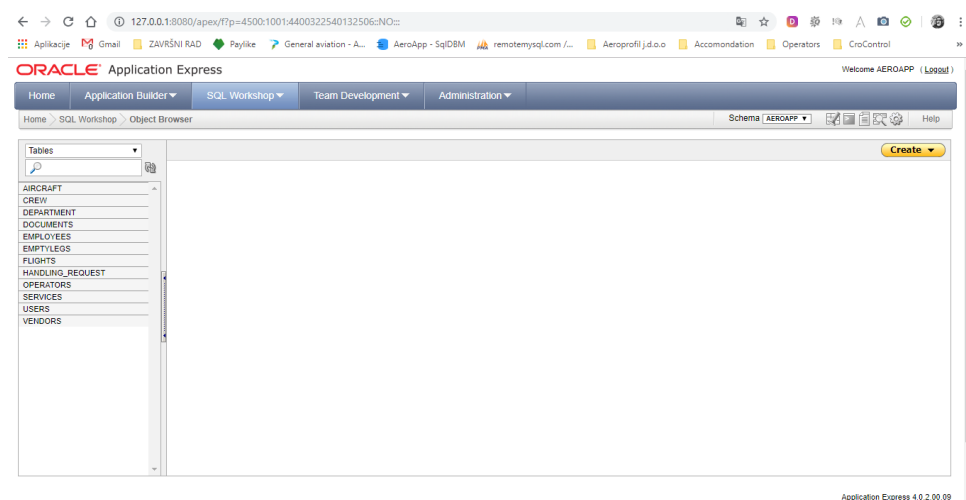 127.0.0.1:8080/apex/f?p=4500:1001:4400322540132506::NO:::
Aplikacije Gmail ZAVRŠNI RAD Paylike General aviation - A... AeroApp - SqlDBM remotemysql.com /... Aeroprofil j.d.o.o Accomondation Operators CroControl »
ORACLE Application Express
Welcome AEROAPP (Logout)
Home Application Builder SQL Workshop Team Development Administration
Home SQL Workshop Object Browser
Schema AEROAPP Help
Tables
Create
AIRCRAFT
CREW
DEPARTMENT
DOCUMENTS
EMPLOYEES
EMPTYLEGS
FLIGHTS
HANDLING_REQUEST
OPERATORS
SERVICES
USERS
VENDORS
Application Express 4.0.2.00.09